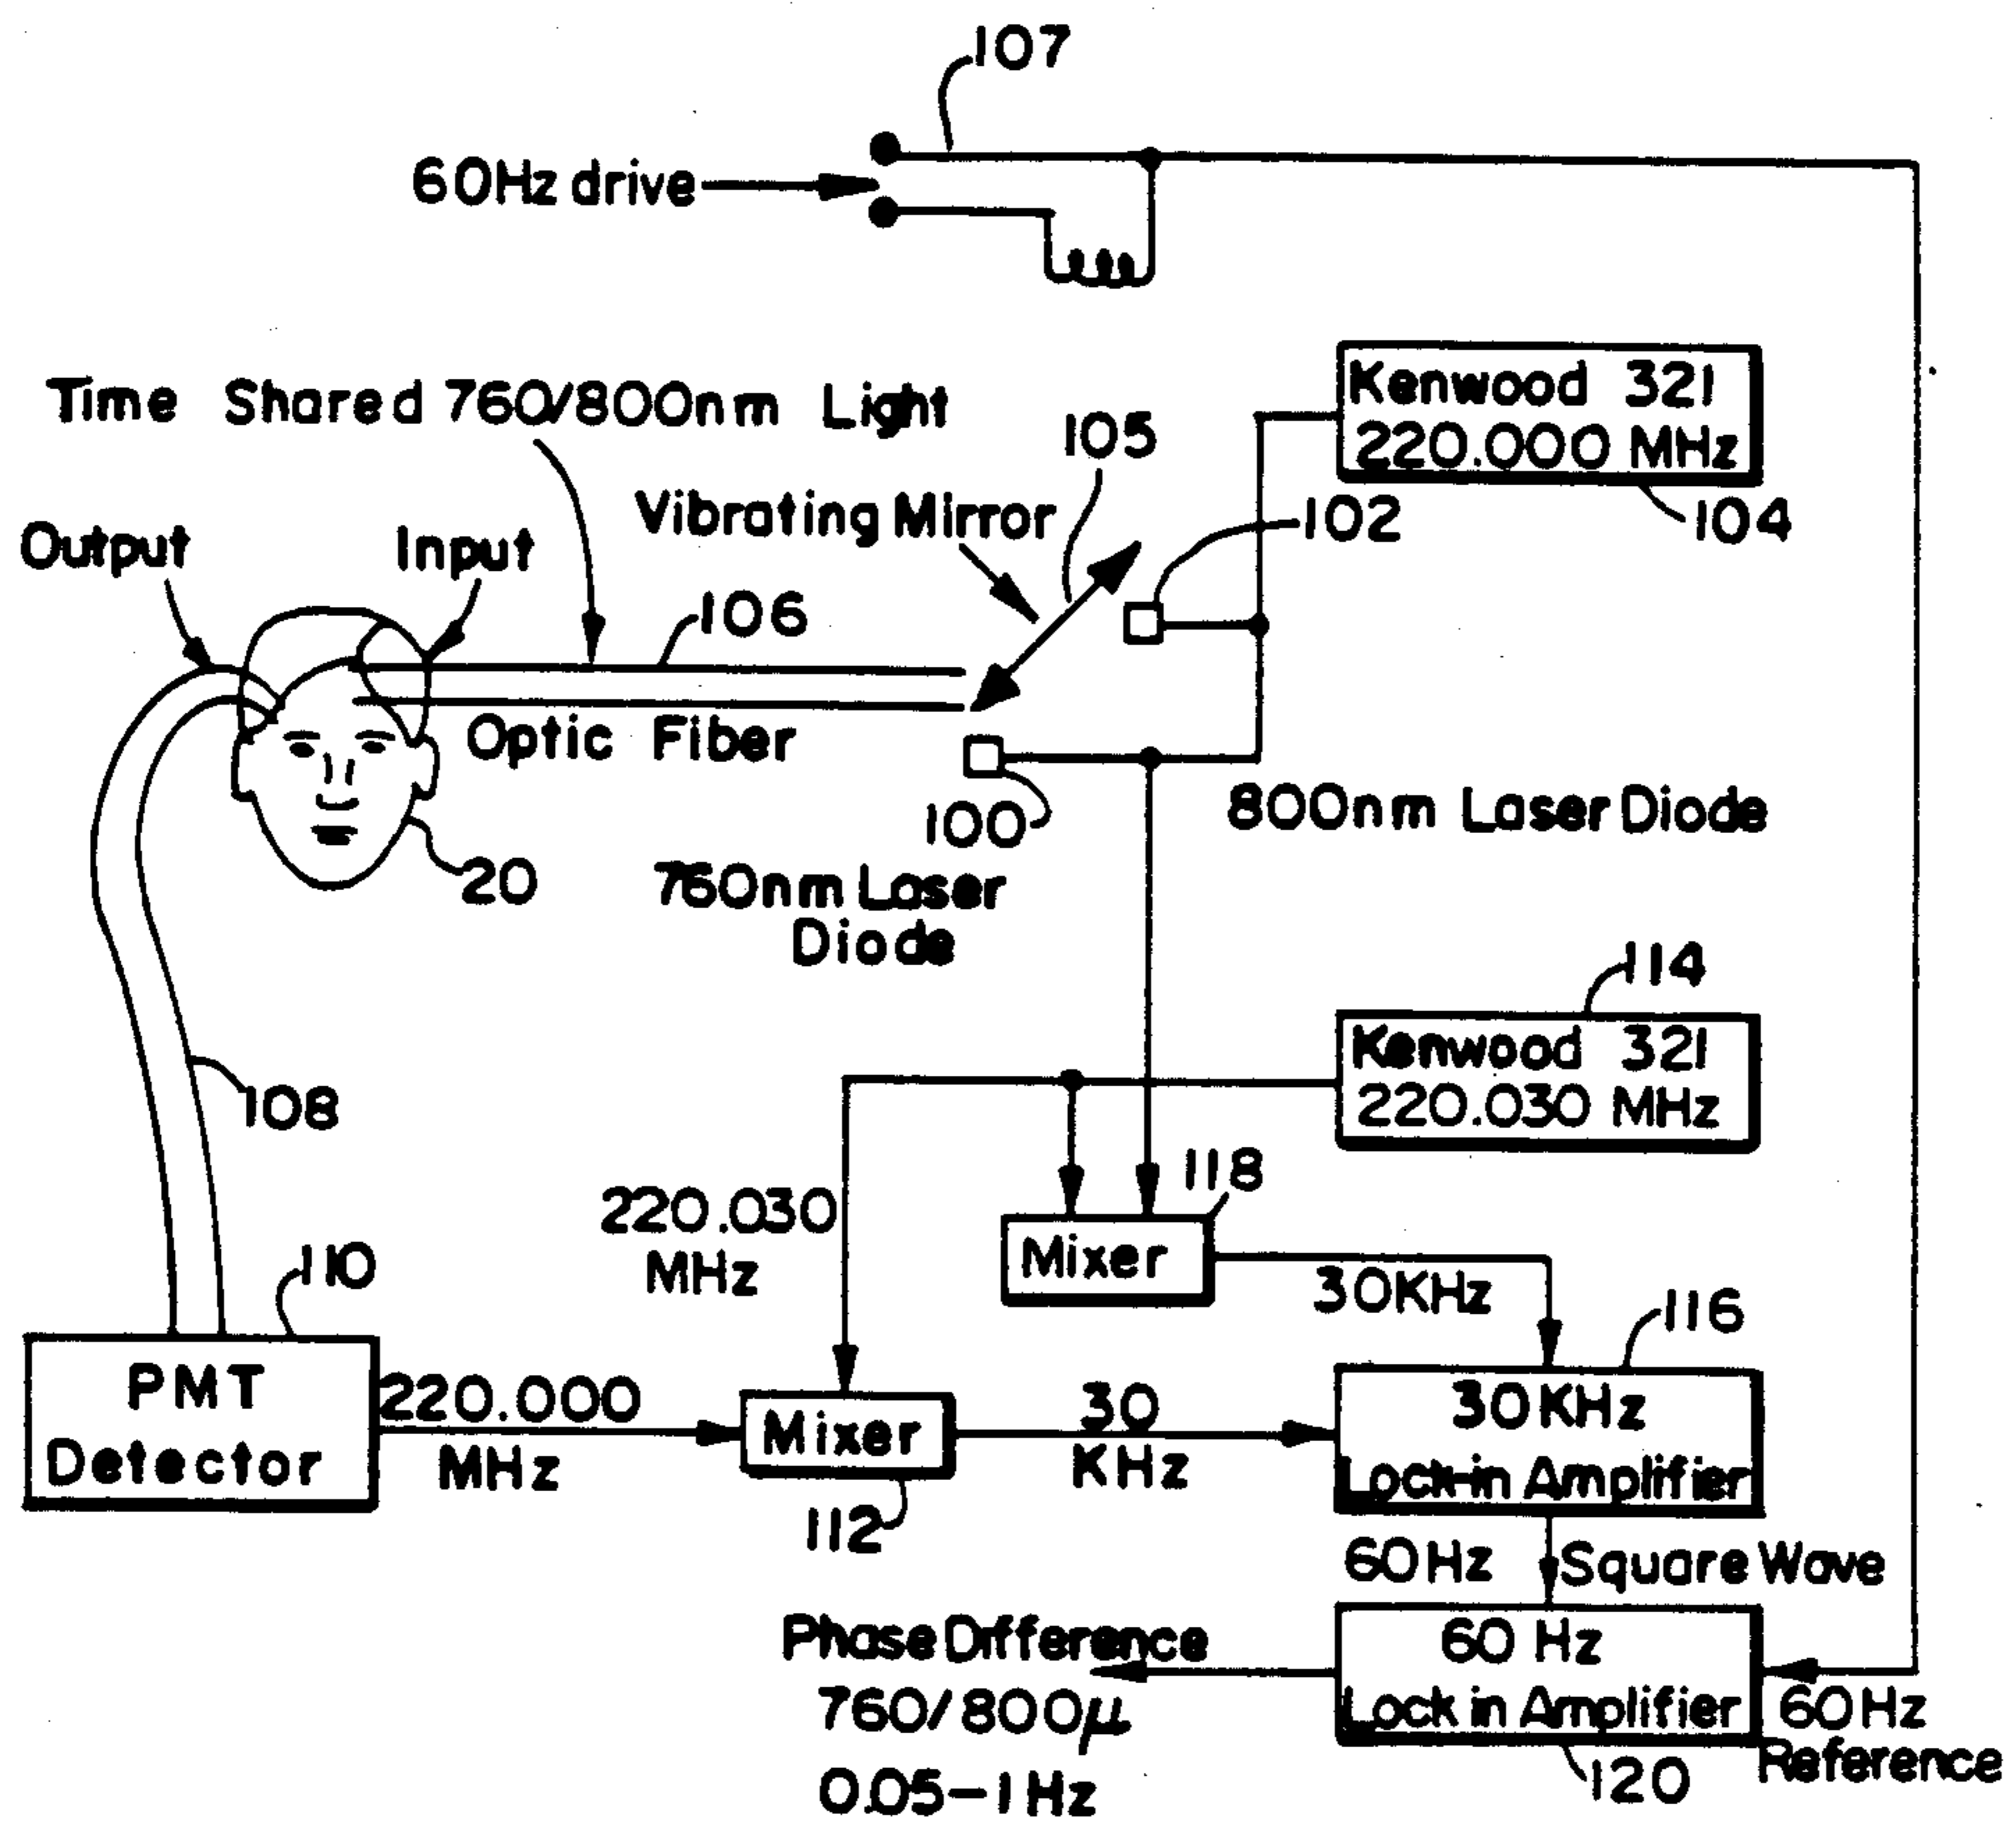 107
60Hz drive
Kenwood 321
220.000 MHz
104
Time Shared 760/800nm Light
105
Vibrating Mirror
102
Output
Input
106
Optic Fiber
100
800nm Laser Diode
20
760nm Laser
Diode
114
Kenwood 321
220.030 MHz
108
118
220.030
MHz
Mixer
30KHz
110
116
PMT
Detector
220.000
MHz
Mixer
112
30
KHz
30KHz
Lock-in Amplifier
60Hz
Square Wave
Phase Difference
760/800μ
0.05-1Hz
60 Hz
Lock in Amplifier
60Hz
Reference
120